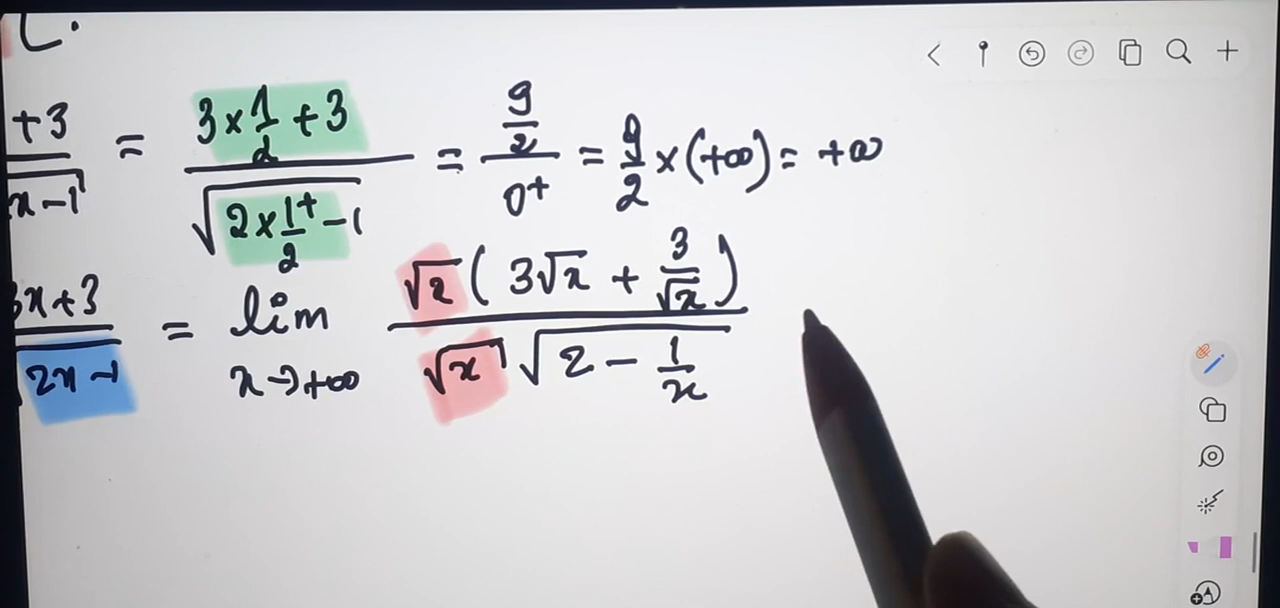 +3 / √x-1 = 3×1/2+3 / √(2×1/2⁺-1) = 9/2 / 0⁺ = 9/2 × (+∞) = +∞
3x+3 / √2x-1 = lim x→+∞ √x (3√x + 3/√x) / √x √(2 - 1/x)